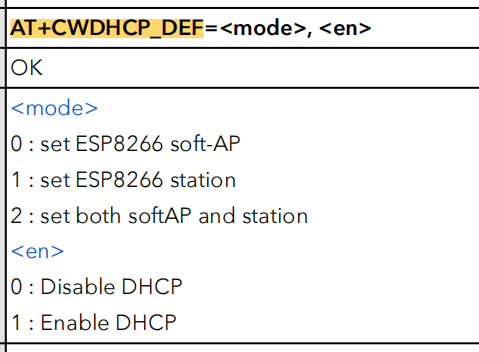 AT+CWDHCP_DEF=<mode>, <en>
OK
<mode>
0 : set ESP8266 soft-AP
1 : set ESP8266 station
2 : set both softAP and station
<en>
0 : Disable DHCP
1 : Enable DHCP